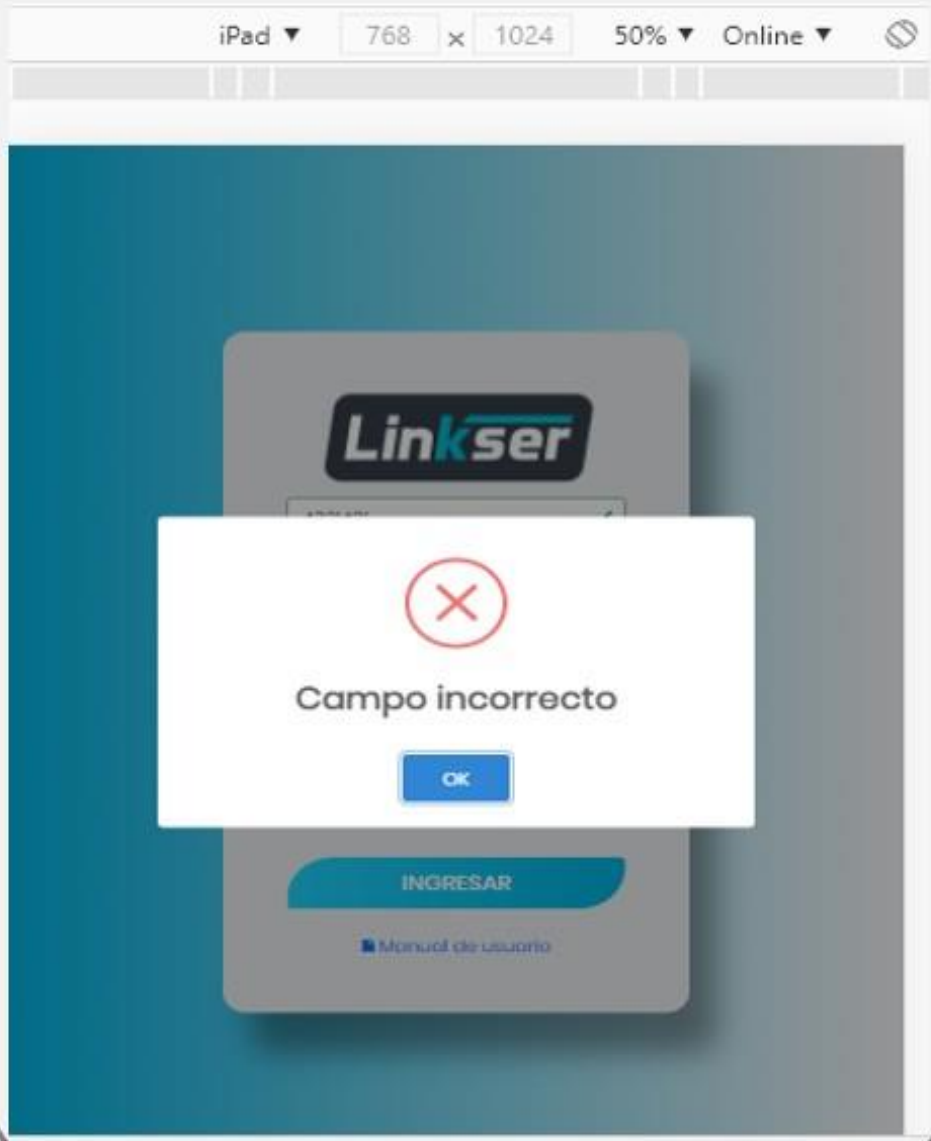 iPad ▼ 768 × 1024 50% ▼ Online ▼
Linkser
Campo incorrecto
OK
INGRESAR
Manual de usuario